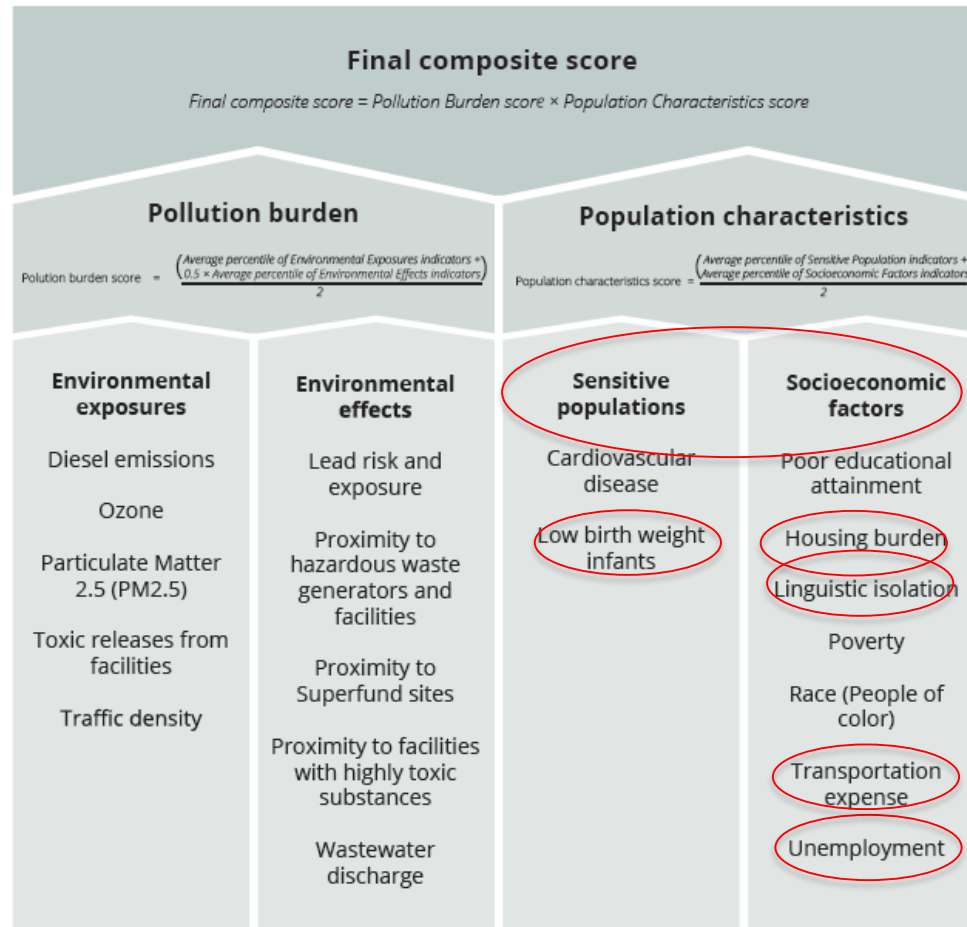 Final composite score
Final composite score = Pollution Burden score × Population Characteristics score
Pollution burden
Polution burden score = (Average percentile of Environmental Exposures indicators +
0.5 × Average percentile of Environmental Effects indicators)
2
Population characteristics
Population characteristics score = (Average percentile of Sensitive Population indicators +
Average percentile of Socioeconomic Factors indicators
2
Environmental
exposures
Diesel emissions
Ozone
Particulate Matter
2.5 (PM2.5)
Toxic releases from
facilities
Traffic density
Environmental
effects
Lead risk and
exposure
Proximity to
hazardous waste
generators and
facilities
Proximity to
Superfund sites
Proximity to facilities
with highly toxic
substances
Wastewater
discharge
Sensitive
populations
Cardiovascular
disease
Low birth weight
infants
Socioeconomic
factors
Poor educational
attainment
Housing burden
Linguistic isolation
Poverty
Race (People of
color)
Transportation
expense
Unemployment